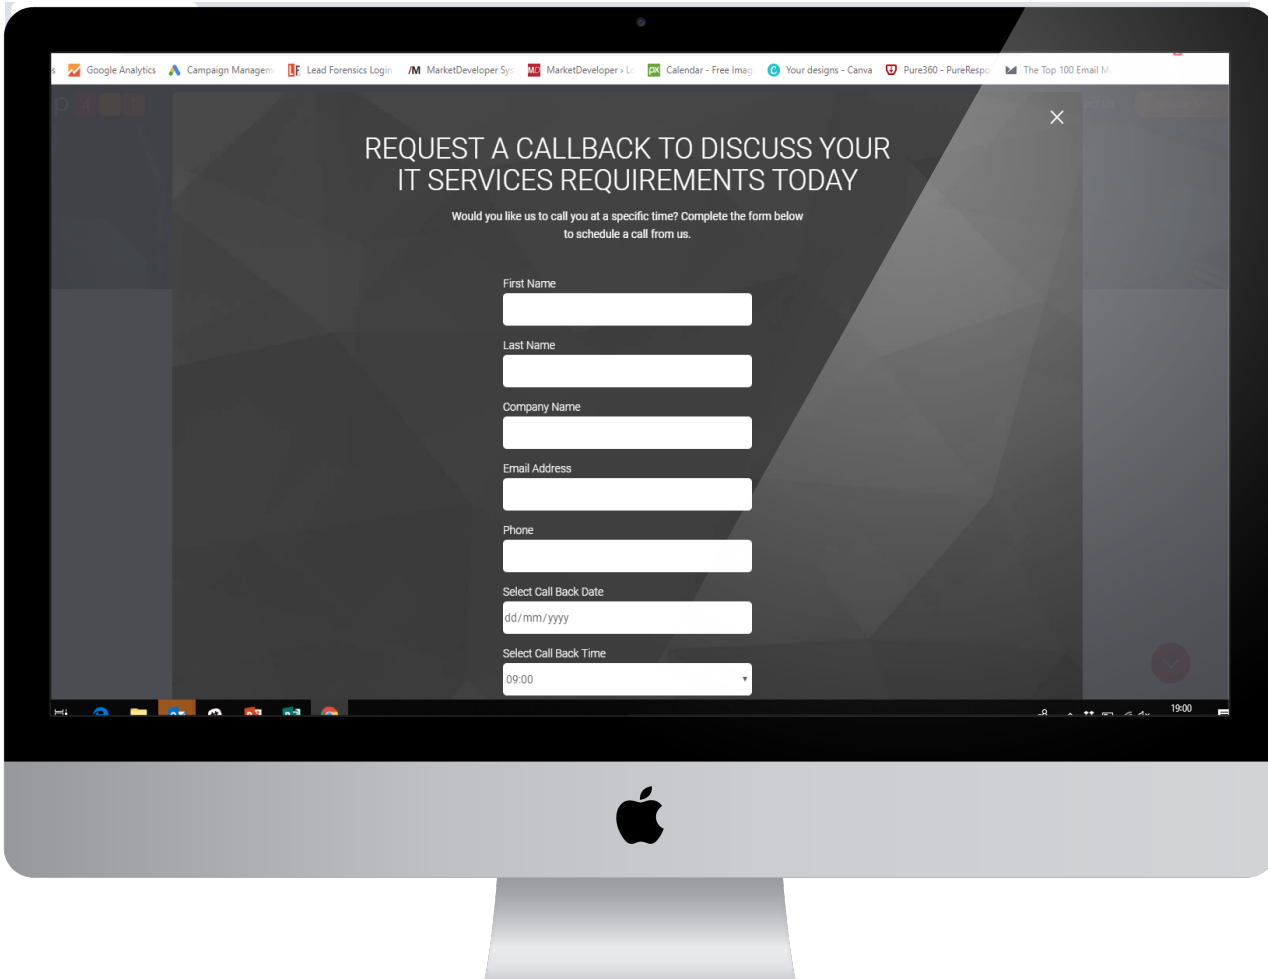 Google Analytics Campaign Managem Lead Forensics Login MarketDeveloper Sys MarketDeveloper › Lo Calendar - Free Imag Your designs - Canva Pure360 - PureRespo The Top 100 Email M
REQUEST A CALLBACK TO DISCUSS YOUR
IT SERVICES REQUIREMENTS TODAY
Would you like us to call you at a specific time? Complete the form below
to schedule a call from us.
First Name
Last Name
Company Name
Email Address
Phone
Select Call Back Date
dd/mm/yyyy
Select Call Back Time
09:00
19:00